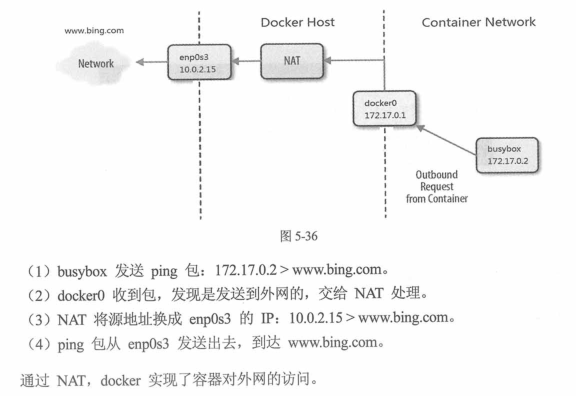 Docker Host
Container Network
www.bing.com
Network
enp0s3
10.0.2.15
NAT
docker0
172.17.0.1
busybox
172.17.0.2
Outbound
Request
from Container
图 5-36
（1）busybox 发送 ping 包：172.17.0.2 > www.bing.com。
（2）docker0 收到包，发现是发送到外网的，交给 NAT 处理。
（3）NAT 将源地址换成 enp0s3 的 IP：10.0.2.15 > www.bing.com。
（4）ping 包从 enp0s3 发送出去，到达 www.bing.com。
通过 NAT，docker 实现了容器对外网的访问。